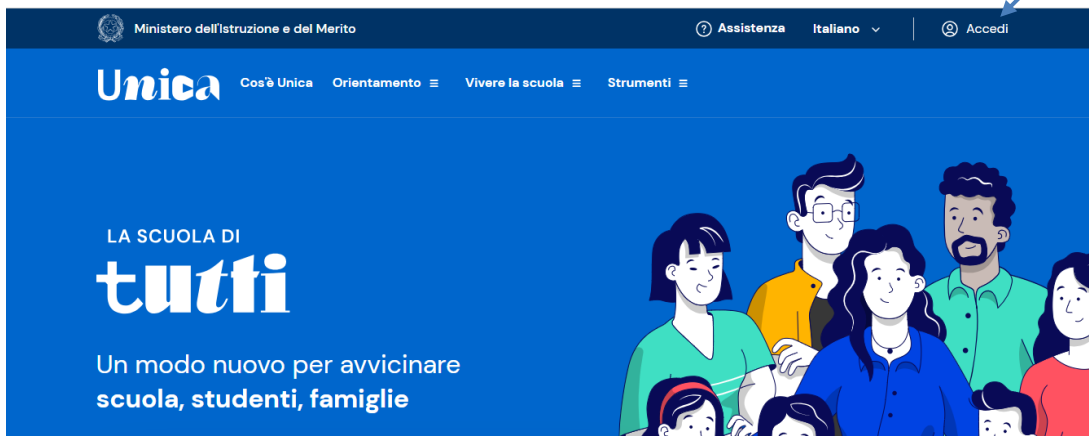 Ministero dell'Istruzione e del Merito Assistenza Italiano Accedi
Unica Cos'è Unica Orientamento Vivere la scuola Strumenti
LA SCUOLA DI
tutti
Un modo nuovo per avvicinare
scuola, studenti, famiglie